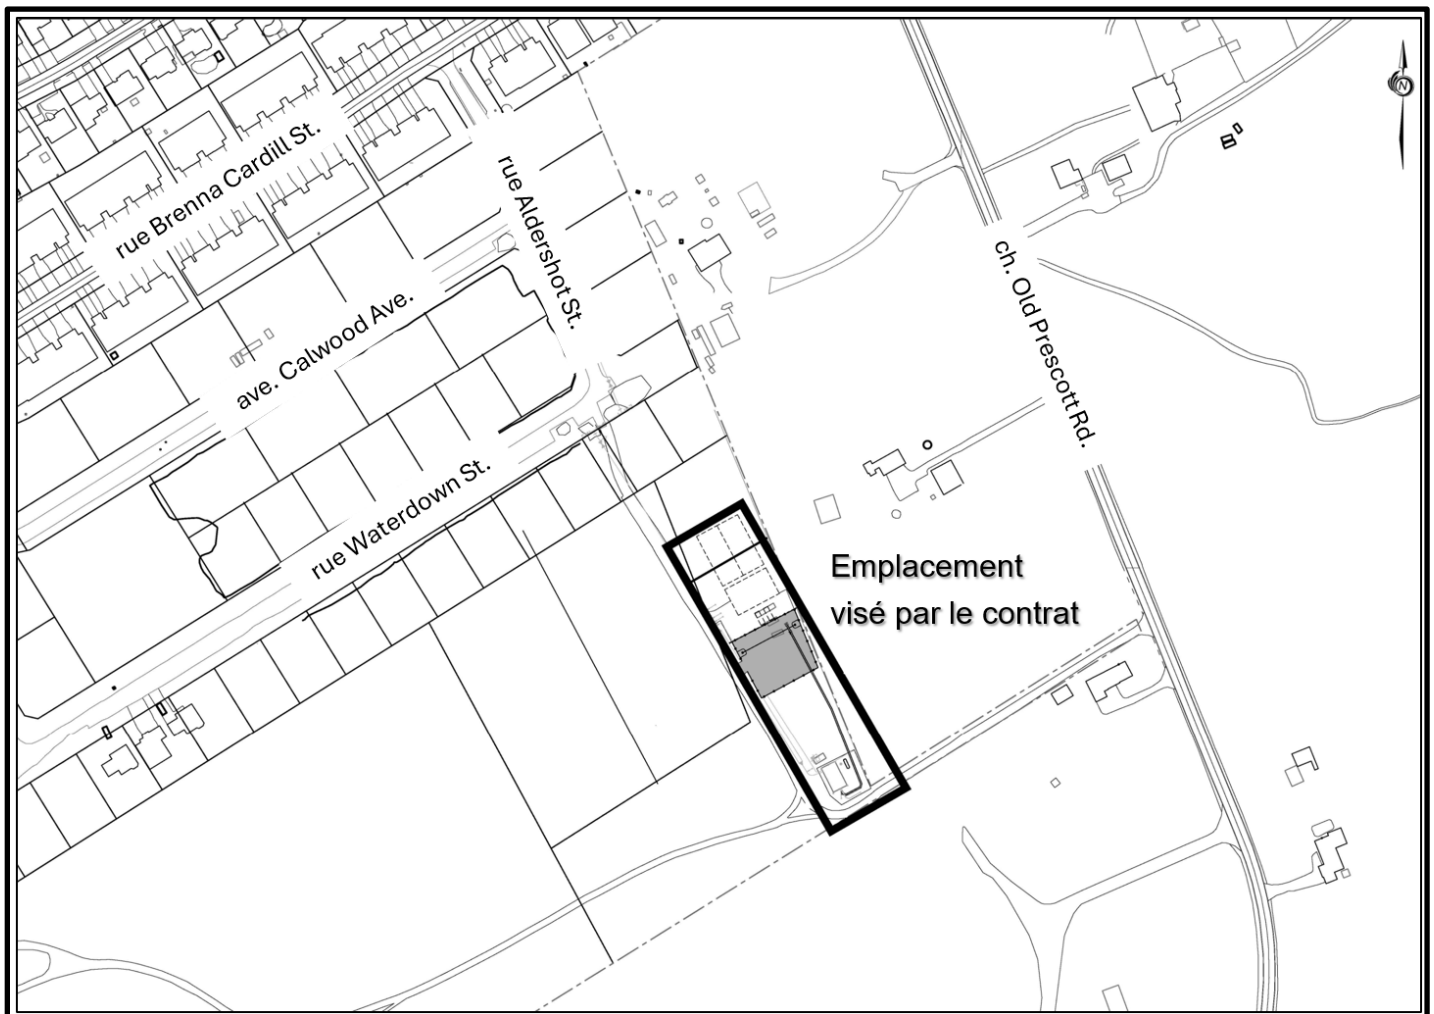 N
rue Brenna Cardill St.
rue Aldershot St.
ch. Old Prescott Rd.
ave. Calwood Ave.
rue Waterdown St.
Emplacement
visé par le contrat